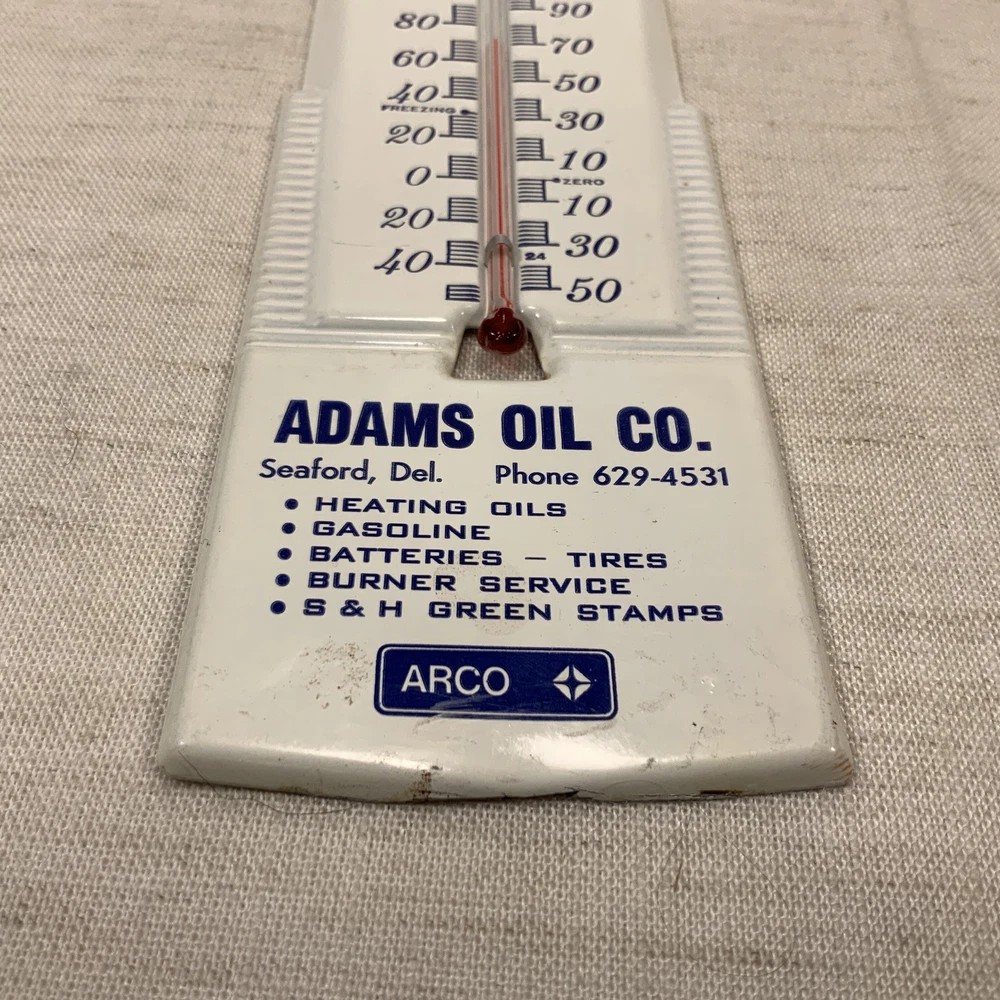 80 90
60 70
40 50
FREEZING
20 30
0 10
ZERO
20 10
40 30
24
50
ADAMS OIL CO.
Seaford, Del. Phone 629-4531
• HEATING OILS
• GASOLINE
• BATTERIES – TIRES
• BURNER SERVICE
• S & H GREEN STAMPS
ARCO